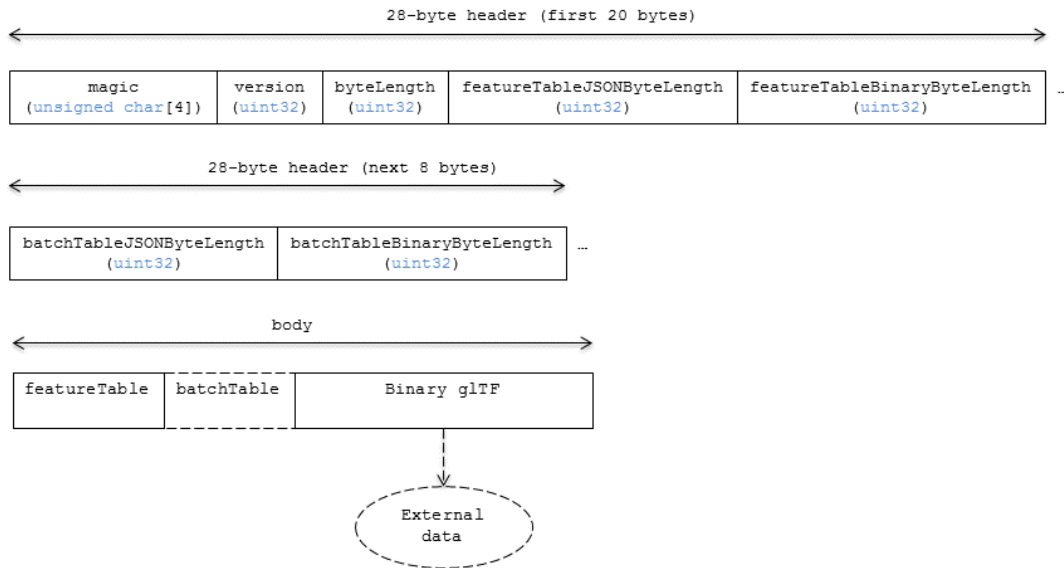 28-byte header (first 20 bytes)
magic version byteLength featureTableJSONByteLength featureTableBinaryByteLength
(unsigned char[4]) (uint32) (uint32) (uint32) (uint32) …
28-byte header (next 8 bytes)
batchTableJSONByteLength batchTableBinaryByteLength …
(uint32) (uint32)
body
featureTable batchTable Binary glTF
External
data